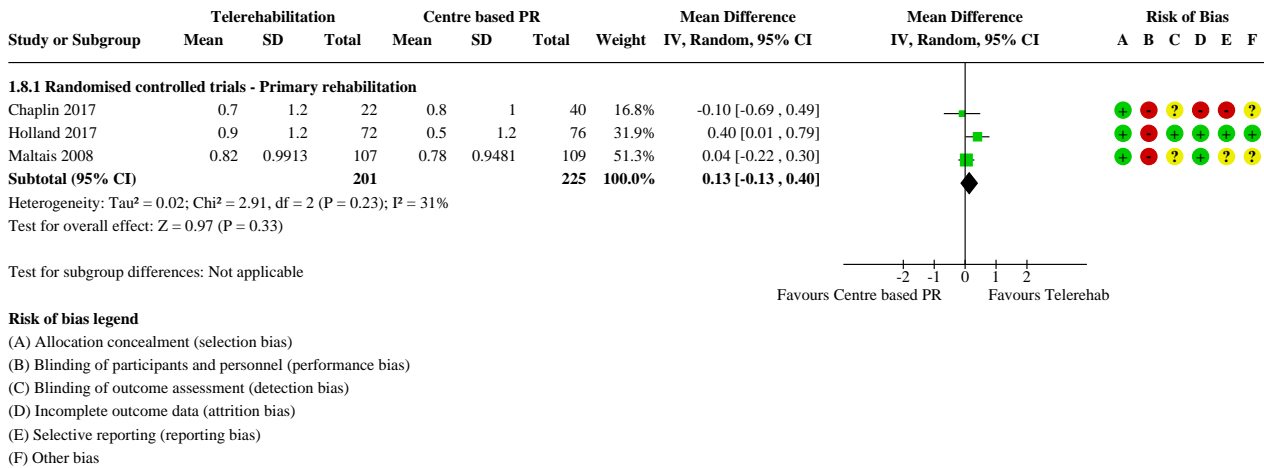 Telerehabilitation Centre based PR Mean Difference Mean Difference Risk of Bias
Study or Subgroup Mean SD Total Mean SD Total Weight IV, Random, 95% CI IV, Random, 95% CI A B C D E F
1.8.1 Randomised controlled trials - Primary rehabilitation
Chaplin 2017 0.7 1.2 22 0.8 1 40 16.8% -0.10 [-0.69 , 0.49] + - ? - - ?
Holland 2017 0.9 1.2 72 0.5 1.2 76 31.9% 0.40 [0.01 , 0.79] + - + + + +
Maltais 2008 0.82 0.9913 107 0.78 0.9481 109 51.3% 0.04 [-0.22 , 0.30] + - ? + ? ?
Subtotal (95% CI) 201 225 100.0% 0.13 [-0.13 , 0.40]
Heterogeneity: Tau² = 0.02; Chi² = 2.91, df = 2 (P = 0.23); I² = 31%
Test for overall effect: Z = 0.97 (P = 0.33)
Test for subgroup differences: Not applicable
-2 -1 0 1 2
Favours Centre based PR Favours Telerehab
Risk of bias legend
(A) Allocation concealment (selection bias)
(B) Blinding of participants and personnel (performance bias)
(C) Blinding of outcome assessment (detection bias)
(D) Incomplete outcome data (attrition bias)
(E) Selective reporting (reporting bias)
(F) Other bias